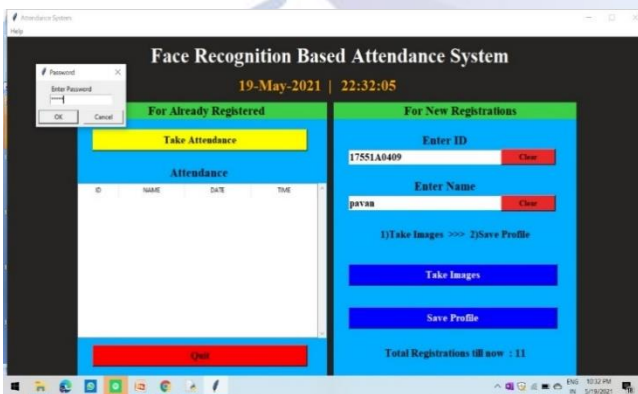 Attendance System
Help
Face Recognition Based Attendance System
19-May-2021 | 22:32:05
Password
Enter Password
OK
Cancel
For Already Registered
Take Attendance
Attendance
ID NAME DATE TIME
Quit
For New Registrations
Enter ID
17551A0409
Clear
Enter Name
pavan
Clear
1)Take Images >>> 2)Save Profile
Take Images
Save Profile
Total Registrations till now : 11
ENG
IN
10:32 PM
5/19/2021